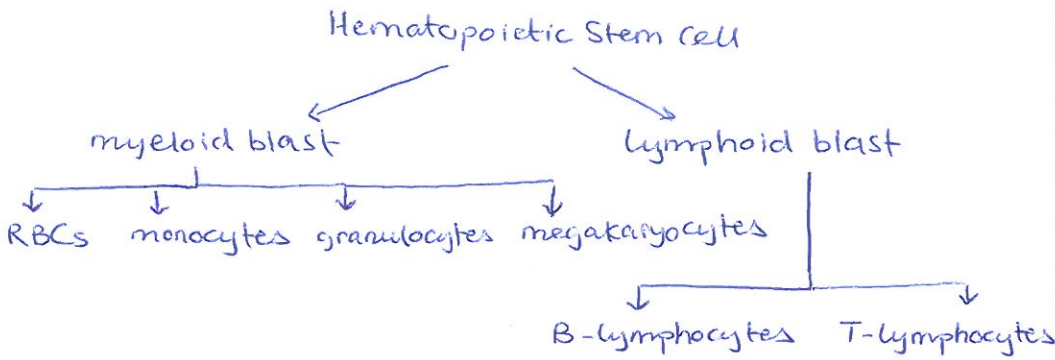 Hematopoietic Stem Cell
myeloid blast lymphoid blast
RBCs monocytes granulocytes megakaryocytes
B-lymphocytes T-lymphocytes